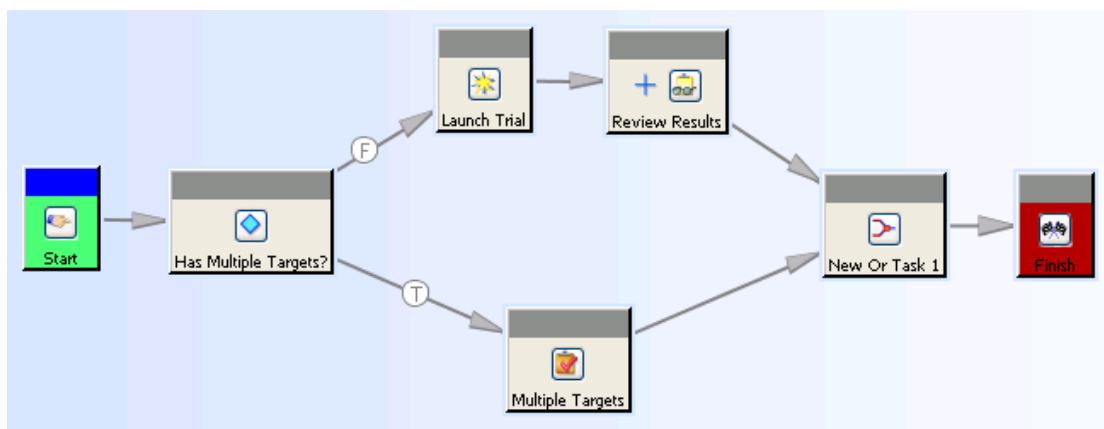 Launch Trial
Review Results
F
Start
Has Multiple Targets?
New Or Task 1
Finish
T
Multiple Targets